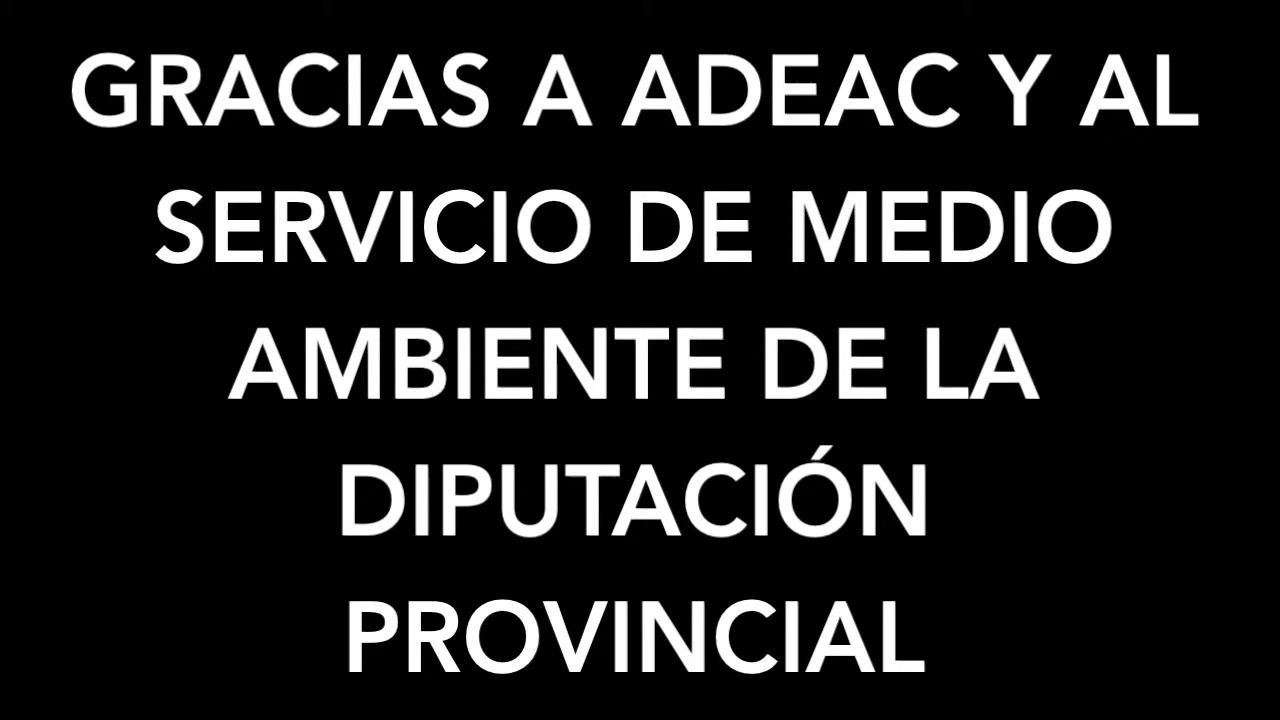 GRACIAS A ADEAC Y AL
SERVICIO DE MEDIO
AMBIENTE DE LA
DIPUTACIÓN
PROVINCIAL